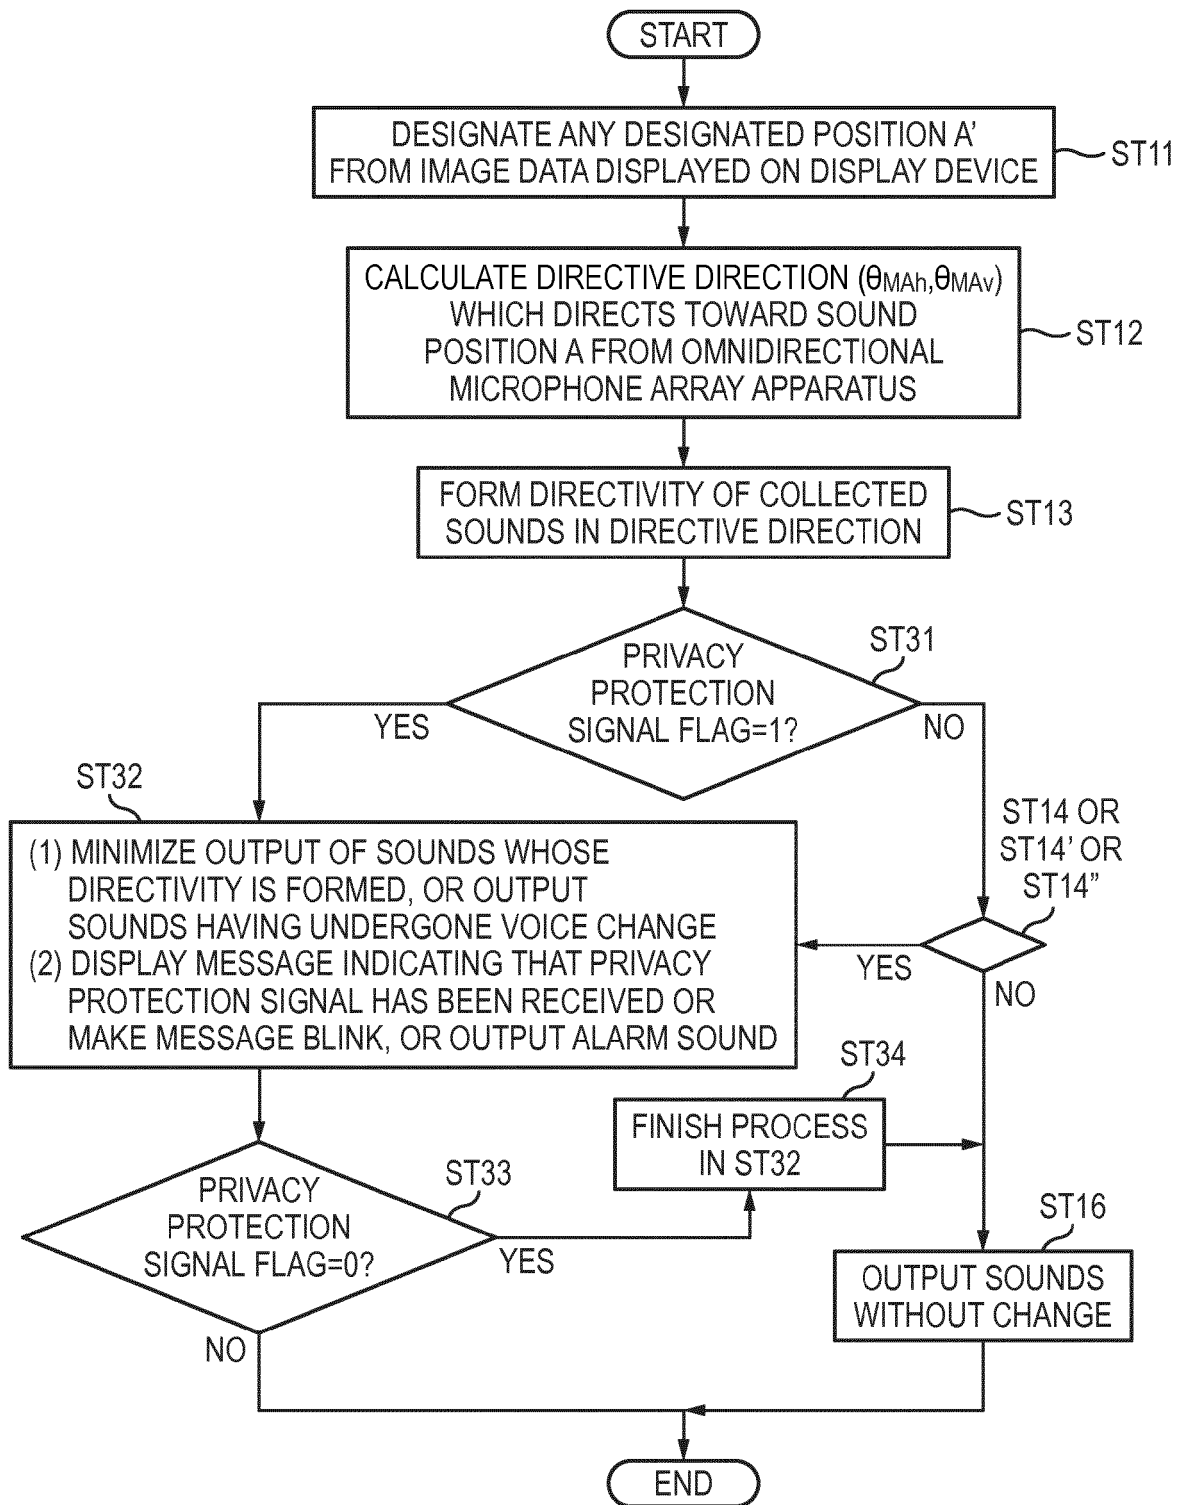 START
DESIGNATE ANY DESIGNATED POSITION A'
FROM IMAGE DATA DISPLAYED ON DISPLAY DEVICE
ST11
CALCULATE DIRECTIVE DIRECTION (θMAh,θMAv)
WHICH DIRECTS TOWARD SOUND
POSITION A FROM OMNIDIRECTIONAL
MICROPHONE ARRAY APPARATUS
ST12
FORM DIRECTIVITY OF COLLECTED
SOUNDS IN DIRECTIVE DIRECTION
ST13
PRIVACY
PROTECTION
SIGNAL FLAG=1?
ST31
YES
NO
ST32
(1) MINIMIZE OUTPUT OF SOUNDS WHOSE
DIRECTIVITY IS FORMED, OR OUTPUT
SOUNDS HAVING UNDERGONE VOICE CHANGE
(2) DISPLAY MESSAGE INDICATING THAT PRIVACY
PROTECTION SIGNAL HAS BEEN RECEIVED OR
MAKE MESSAGE BLINK, OR OUTPUT ALARM SOUND
ST14 OR
ST14' OR
ST14"
YES
NO
ST34
FINISH PROCESS
IN ST32
PRIVACY
PROTECTION
SIGNAL FLAG=0?
ST33
YES
NO
ST16
OUTPUT SOUNDS
WITHOUT CHANGE
END